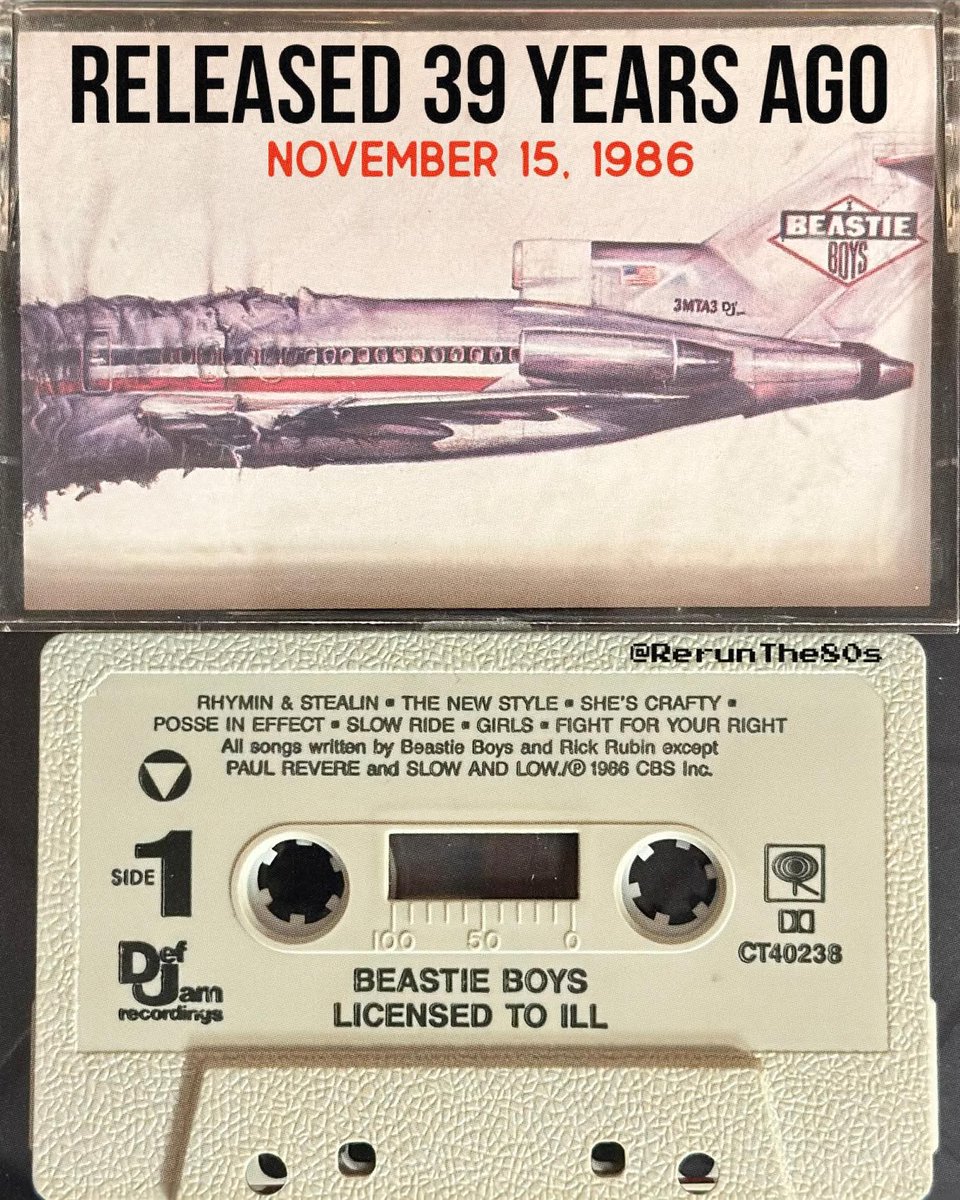 RELEASED 39 YEARS AGO
NOVEMBER 15, 1986
BEASTIE
BOYS
3MTA3 DJ
@RerunThe80s
RHYMIN & STEALIN • THE NEW STYLE • SHE'S CRAFTY •
POSSE IN EFFECT • SLOW RIDE • GIRLS • FIGHT FOR YOUR RIGHT
All songs written by Beastie Boys and Rick Rubin except
PAUL REVERE and SLOW AND LOW./℗ 1986 CBS Inc.
SIDE 1
100 50 0
CT40238
Def
Jam
recordings
BEASTIE BOYS
LICENSED TO ILL